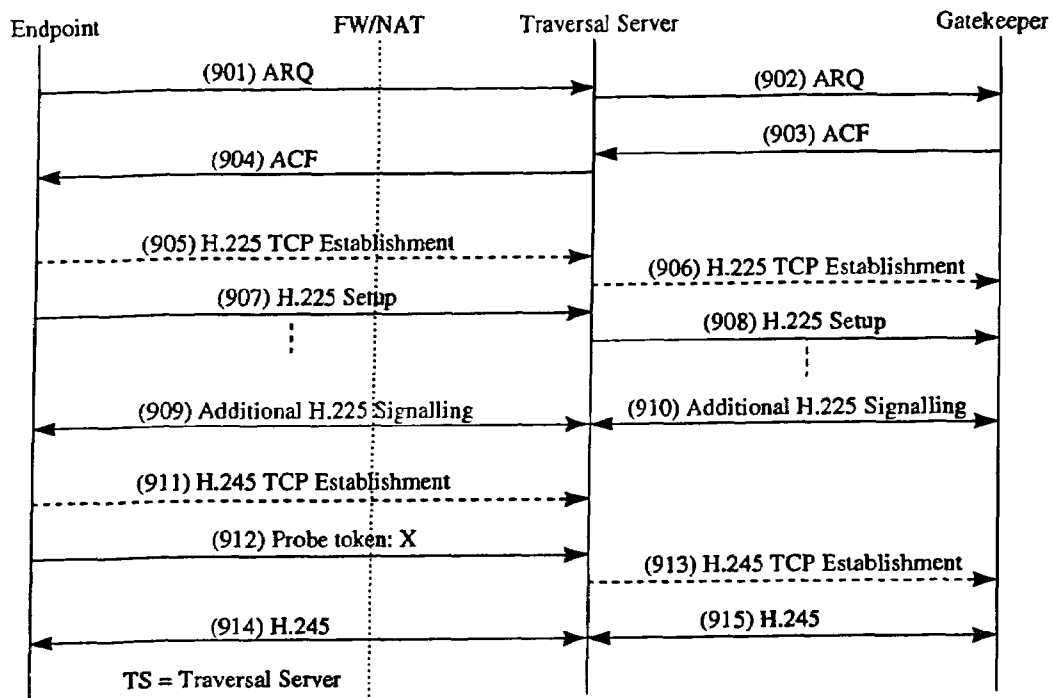 Endpoint
FW/NAT
Traversal Server
Gatekeeper
(901) ARQ
(902) ARQ
(903) ACF
(904) ACF
(905) H.225 TCP Establishment
(906) H.225 TCP Establishment
(907) H.225 Setup
(908) H.225 Setup
(909) Additional H.225 Signalling
(910) Additional H.225 Signalling
(911) H.245 TCP Establishment
(912) Probe token: X
(913) H.245 TCP Establishment
(914) H.245
(915) H.245
TS = Traversal Server